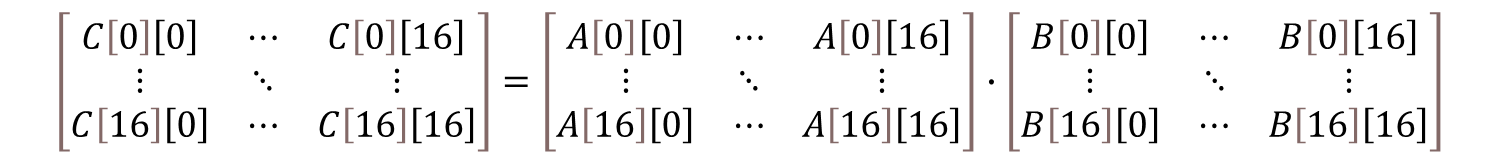 C[0][0] ⋯ C[0][16] A[0][0] ⋯ A[0][16] B[0][0] ⋯ B[0][16]
⋮ ⋱ ⋮ = ⋮ ⋱ ⋮ · ⋮ ⋱ ⋮
C[16][0] ⋯ C[16][16] A[16][0] ⋯ A[16][16] B[16][0] ⋯ B[16][16]